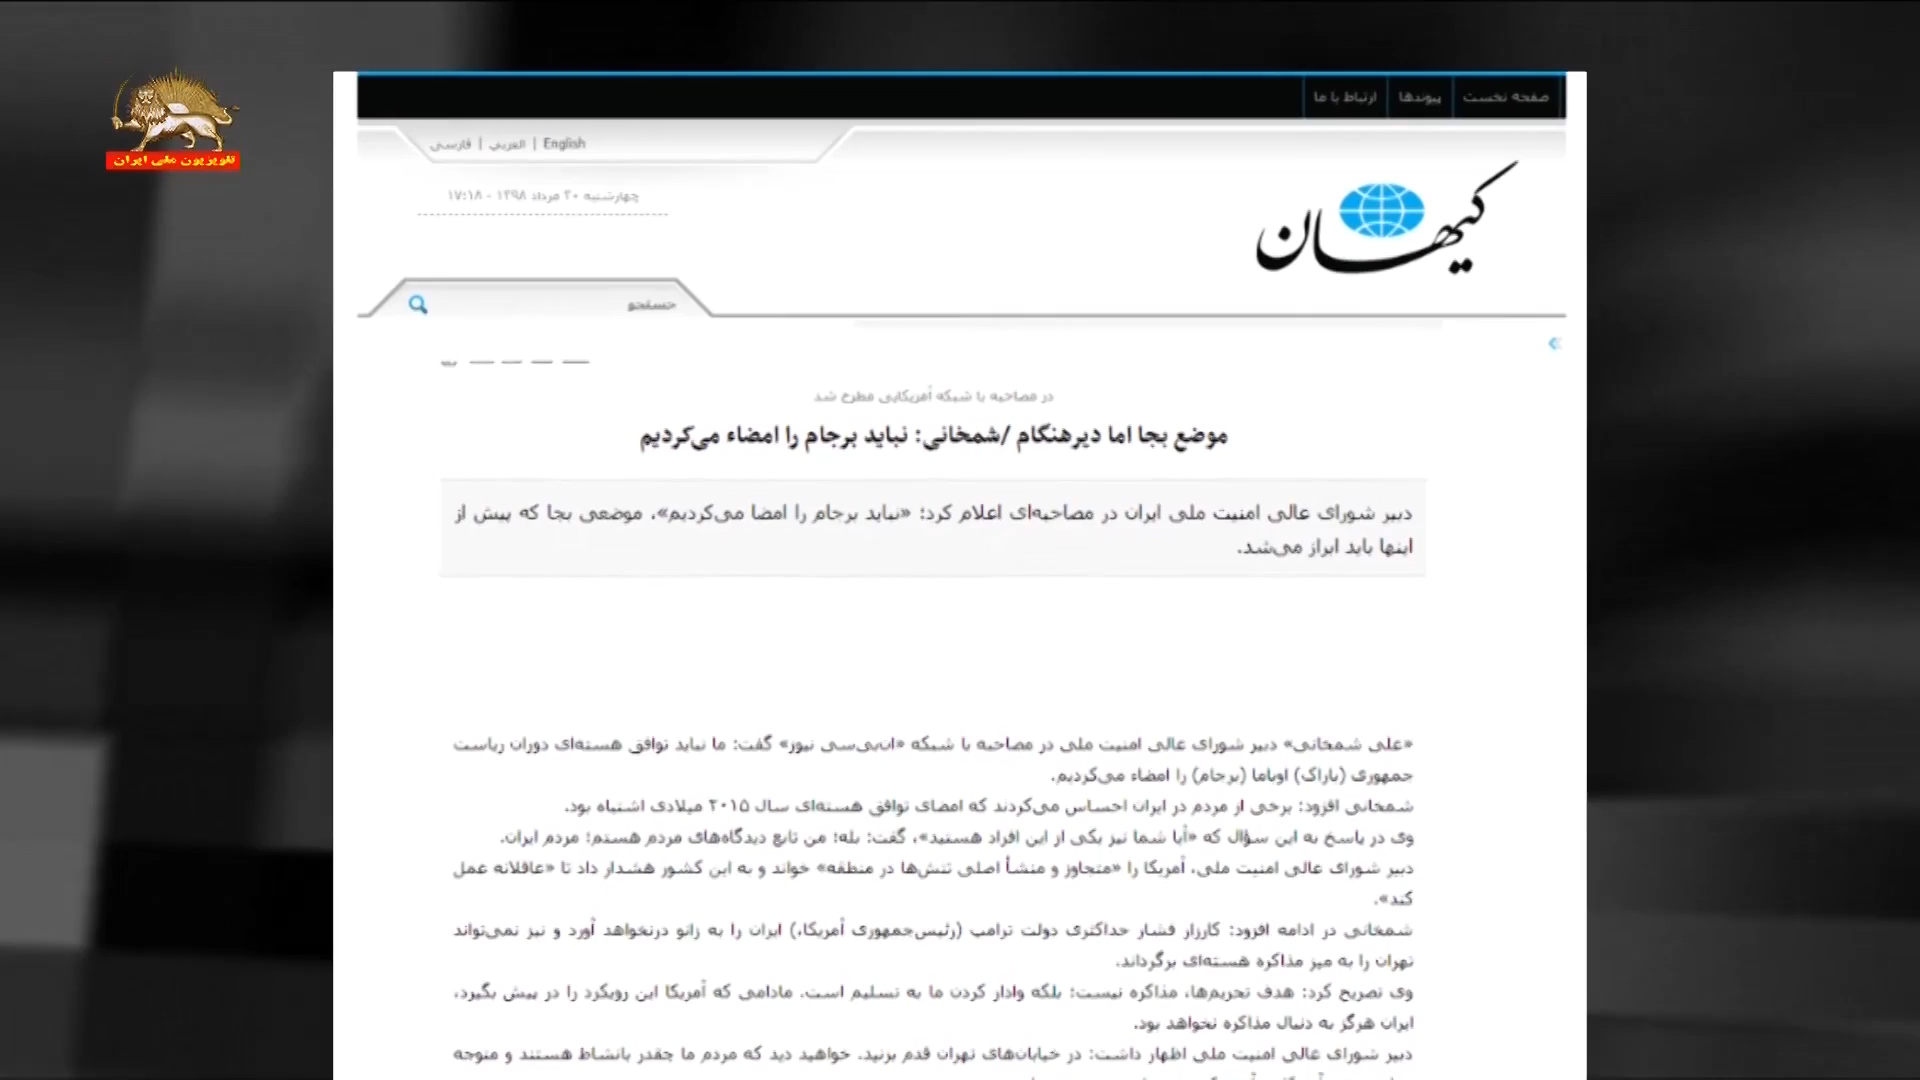 تلویزیون ملی ایران
صفحه نخست
پیوندها
ارتباط با ما
English | العربي | فارسی
چهارشنبه ۳۰ مرداد ۱۳۹۸ - ۱۷:۱۸
کیهان
جستجو
در مصاحبه با شبکه آمریکایی مطرح شد
موضع بجا اما دیرهنگام /شمخانی: نباید برجام را امضاء می‌کردیم
دبیر شورای عالی امنیت ملی ایران در مصاحبه‌ای اعلام کرد: «نباید برجام را امضا می‌کردیم»، موضعی بجا که پیش از
اینها باید ابراز می‌شد.
«علی شمخانی» دبیر شورای عالی امنیت ملی در مصاحبه با شبکه «ان‌بی‌سی نیوز» گفت: ما نباید توافق هسته‌ای دوران ریاست
جمهوری (باراک) اوباما (برجام) را امضاء می‌کردیم.
شمخانی افزود: برخی از مردم در ایران احساس می‌کردند که امضای توافق هسته‌ای سال ۲۰۱۵ میلادی اشتباه بود.
وی در پاسخ به این سؤال که «آیا شما نیز یکی از این افراد هستید»، گفت: بله؛ من تابع دیدگاه‌های مردم هستم؛ مردم ایران.
دبیر شورای عالی امنیت ملی، آمریکا را «متجاوز و منشأ اصلی تنش‌ها در منطقه» خواند و به این کشور هشدار داد تا «عاقلانه عمل
کند».
شمخانی در ادامه افزود: کارزار فشار حداکثری دولت ترامپ (رئیس‌جمهوری آمریکا،) ایران را به زانو درنخواهد آورد و نیز نمی‌تواند
تهران را به میز مذاکره هسته‌ای برگرداند.
وی تصریح کرد: هدف تحریم‌ها، مذاکره نیست؛ بلکه وادار کردن ما به تسلیم است. مادامی که آمریکا این رویکرد را در پیش بگیرد،
ایران هرگز به دنبال مذاکره نخواهد بود.
دبیر شورای عالی امنیت ملی اظهار داشت: در خیابان‌های تهران قدم بزنید. خواهید دید که مردم ما چقدر بانشاط هستند و متوجه